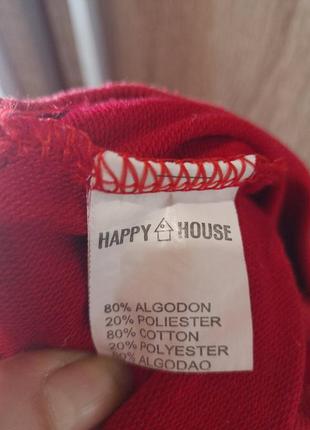 HAPPY HOUSE
80% ALGODON
20% POLIESTER
80% COTTON
20% POLYESTER
80% ALGODAO